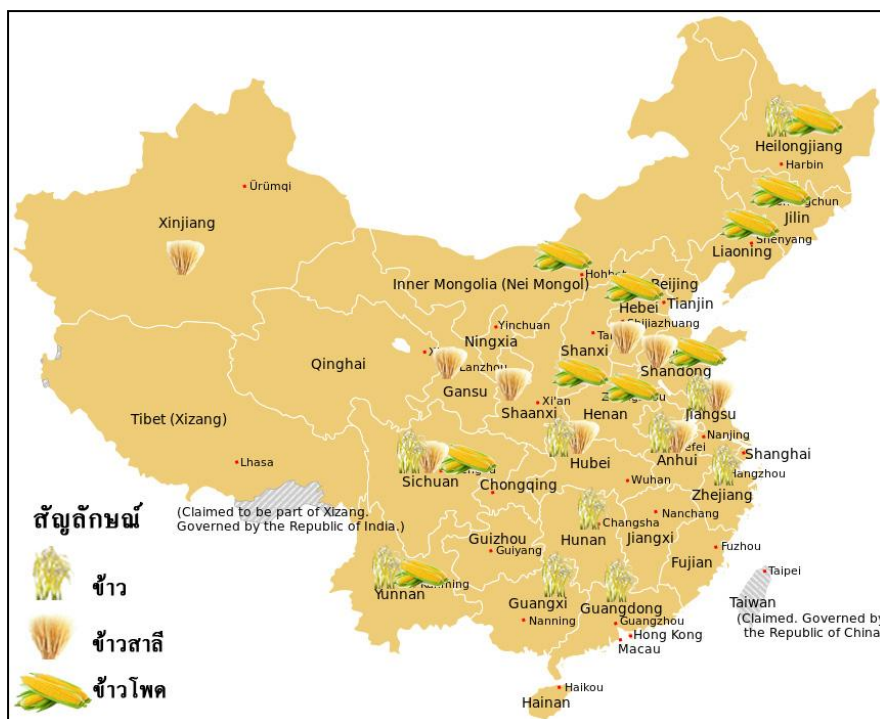 Heilongjiang
Harbin
Ürümqi
Jilin
Xinjiang
Shenyang
Liaoning
Inner Mongolia (Nei Mongol)
Beijing
Hebei
Tianjin
Yinchuan
Shijiazhuang
Ningxia
Shanxi
Qinghai
Lanzhou
Shandong
Gansu
Shaanxi
Xi'an
Henan
Jiangsu
Tibet (Xizang)
Nanjing
Hubei
Anhui
Shanghai
Lhasa
Sichuan
Chongqing
Wuhan
Zhejiang
สัญลักษณ์
(Claimed to be part of Xizang.
Governed by the Republic of India.)
Nanchang
Changsha
Hunan
Jiangxi
Guizhou
Guiyang
Fuzhou
Fujian
Taipei
ข้าว
Yunnan
Guangxi
Guangdong
Taiwan
(Claimed. Governed by
the Republic of China
Nanning
Guangzhou
Hong Kong
Macau
ข้าวสาลี
Haikou
Hainan
ข้าวโพด